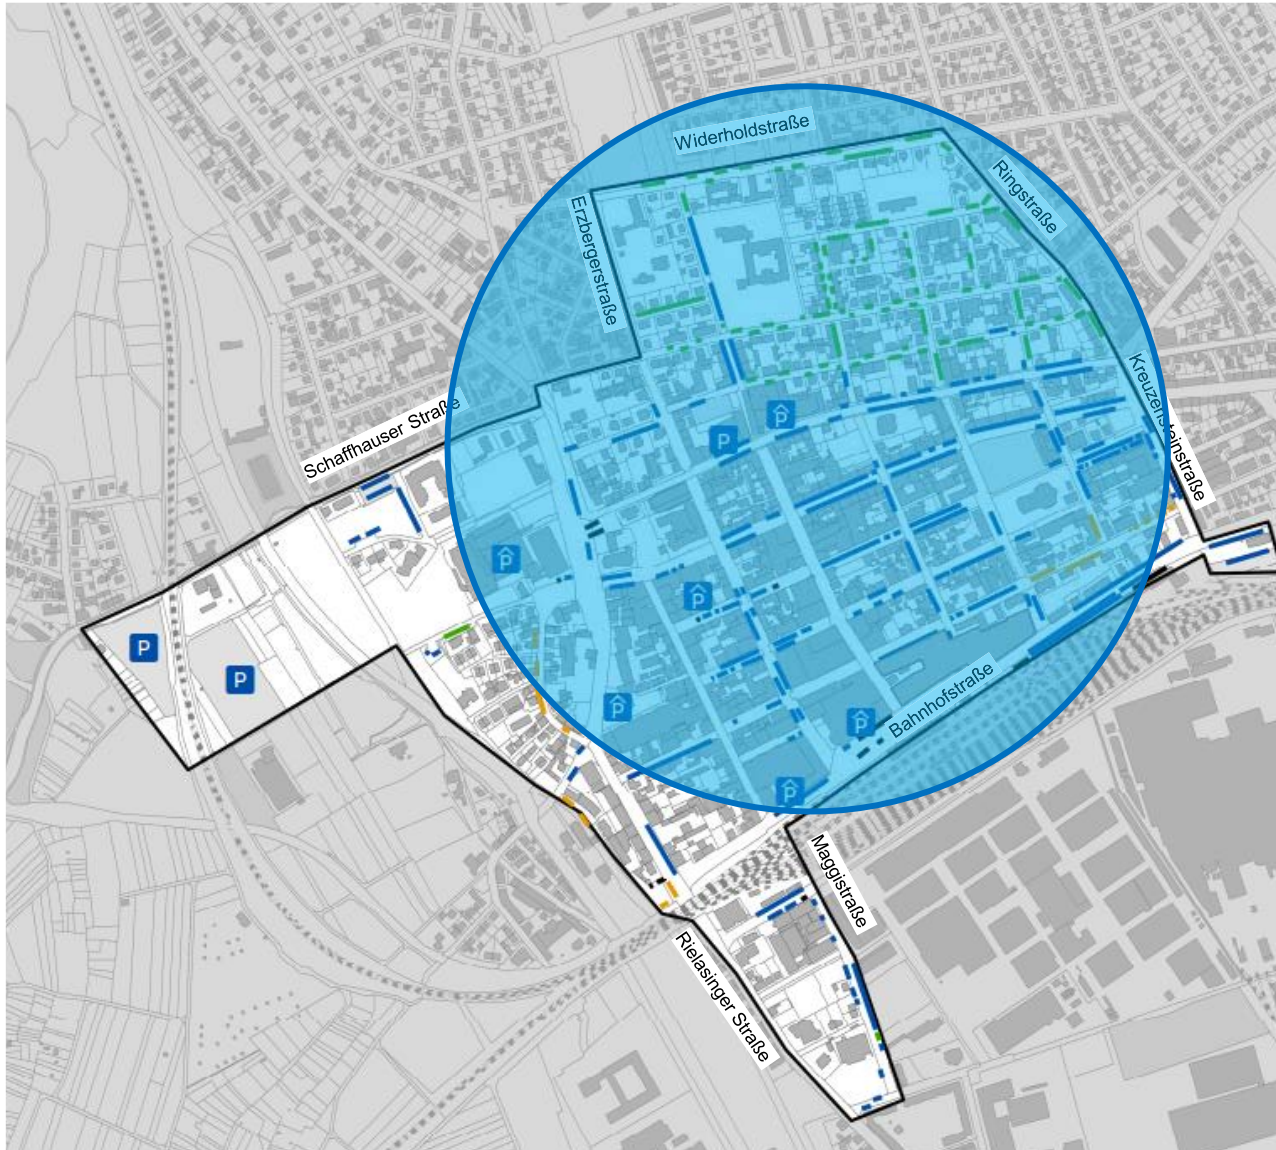 Widerholdstraße
Ringstraße
Erzbergerstraße
Kreuzensteinstraße
Schaffhauser Straße
P
P
P
P
P
P
P
P
P
Bahnhofstraße
Maggistraße
Rielasinger Straße